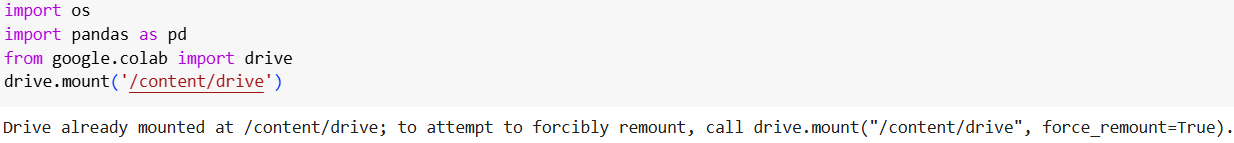 import os
import pandas as pd
from google.colab import drive
drive.mount('/content/drive')
Drive already mounted at /content/drive; to attempt to forcibly remount, call drive.mount("/content/drive", force_remount=True).